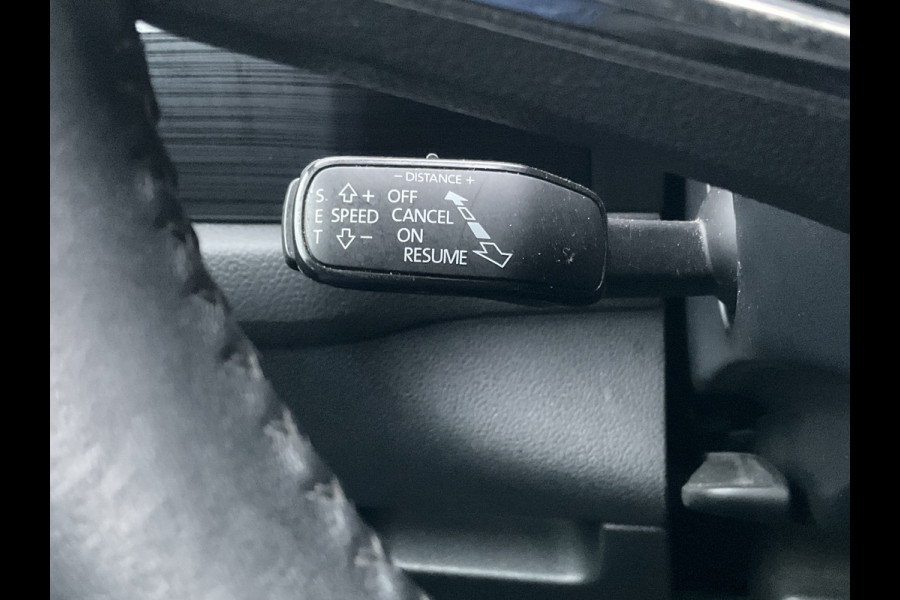 - DISTANCE +
S + OFF
E SPEED CANCEL
T - ON
RESUME